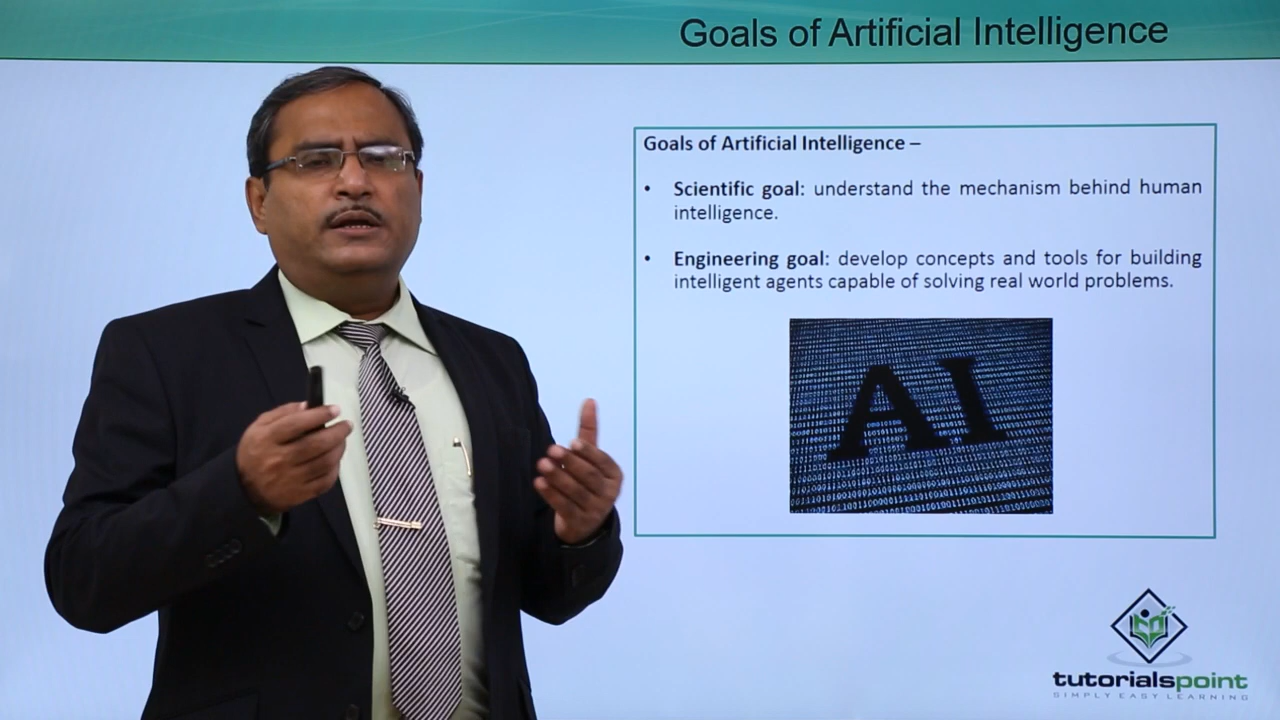 Goals of Artificial Intelligence
Goals of Artificial Intelligence –
• Scientific goal: understand the mechanism behind human
intelligence.
• Engineering goal: develop concepts and tools for building
intelligent agents capable of solving real world problems.
AI
tutorialspoint
SIMPLY EASY LEARNING